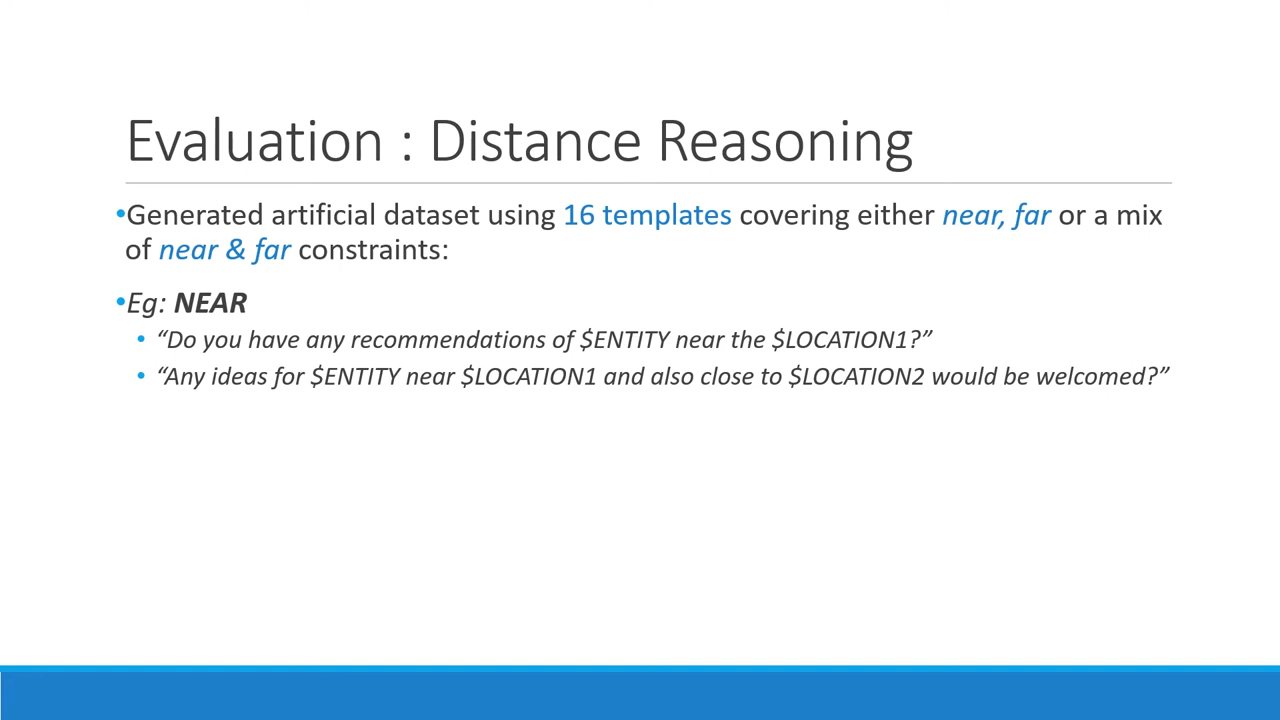 Evaluation : Distance Reasoning
•Generated artificial dataset using 16 templates covering either near, far or a mix
of near & far constraints:
•Eg: NEAR
• “Do you have any recommendations of $ENTITY near the $LOCATION1?”
• “Any ideas for $ENTITY near $LOCATION1 and also close to $LOCATION2 would be welcomed?”